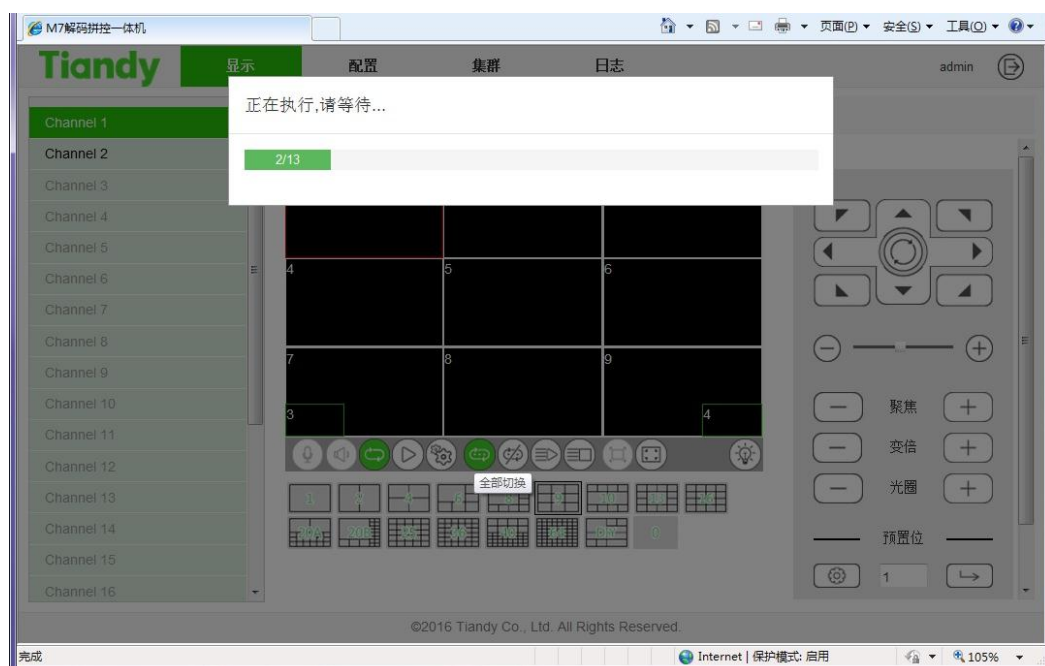 M7解码拼控一体机
页面(P) 安全(S) 工具(O)
Tiandy 显示 配置 集群 日志 admin
正在执行,请等待...
2/13
Channel 1
Channel 2
Channel 3
Channel 4
Channel 5
Channel 6
Channel 7
Channel 8
Channel 9
Channel 10
Channel 11
Channel 12
Channel 13
Channel 14
Channel 15
Channel 16
4 5 6
7 8 9
3 4
全部切换
聚焦
变倍
光圈
预置位
1
©2016 Tiandy Co., Ltd. All Rights Reserved.
完成 Internet | 保护模式: 启用 105%